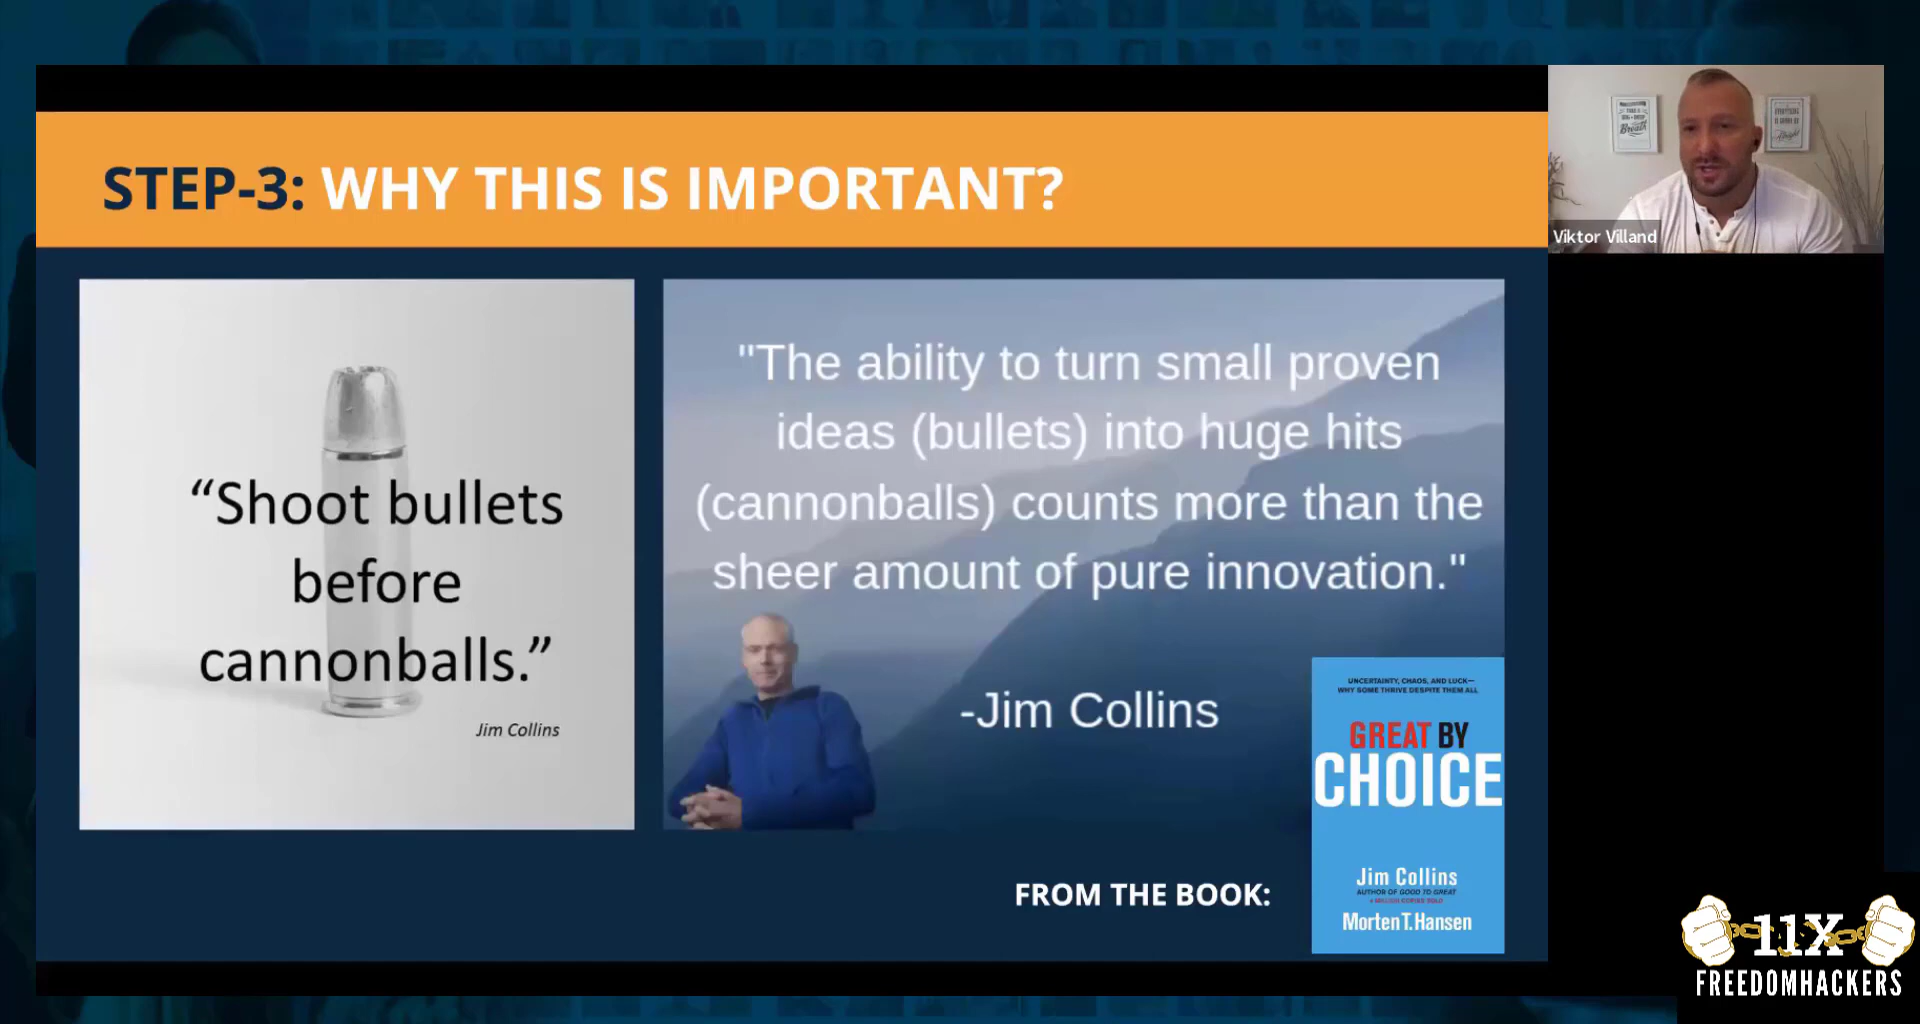 STEP-3: WHY THIS IS IMPORTANT?
“Shoot bullets
before
cannonballs.”
Jim Collins
"The ability to turn small proven
ideas (bullets) into huge hits
(cannonballs) counts more than the
sheer amount of pure innovation."
-Jim Collins
FROM THE BOOK:
UNCERTAINTY, CHAOS, AND LUCK—
WHY SOME THRIVE DESPITE THEM ALL
GREAT BY
CHOICE
Jim Collins
AUTHOR OF GOOD TO GREAT
Morten T. Hansen
Viktor Villand
Breath
11X
FREEDOMHACKERS